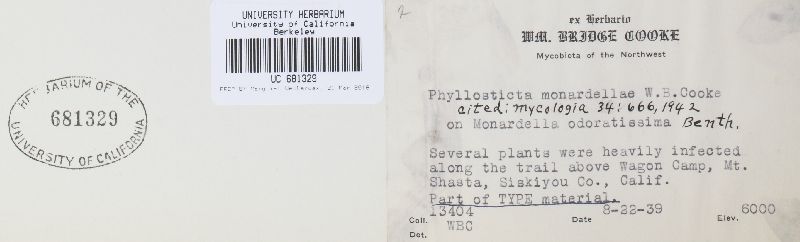 UNIVERSITY HERBARIUM
University of California
Berkeley
UC 681329
HERBARIUM OF THE
681329
UNIVERSITY OF CALIFORNIA
2
ex Herbario
WM. BRIDGE COOKE
Mycobiota of the Northwest
Phyllosticta monardellae W.B.Cooke
cited: Mycologia 34: 666, 1942
on Monardella odoratissima Benth.
Several plants were heavily infected
along the trail above Wagon Camp, Mt.
Shasta, Siskiyou Co., Calif.
Part of TYPE material.
Coll. 13404 Date 8-22-39 Elev. 6000
WBC
Det.